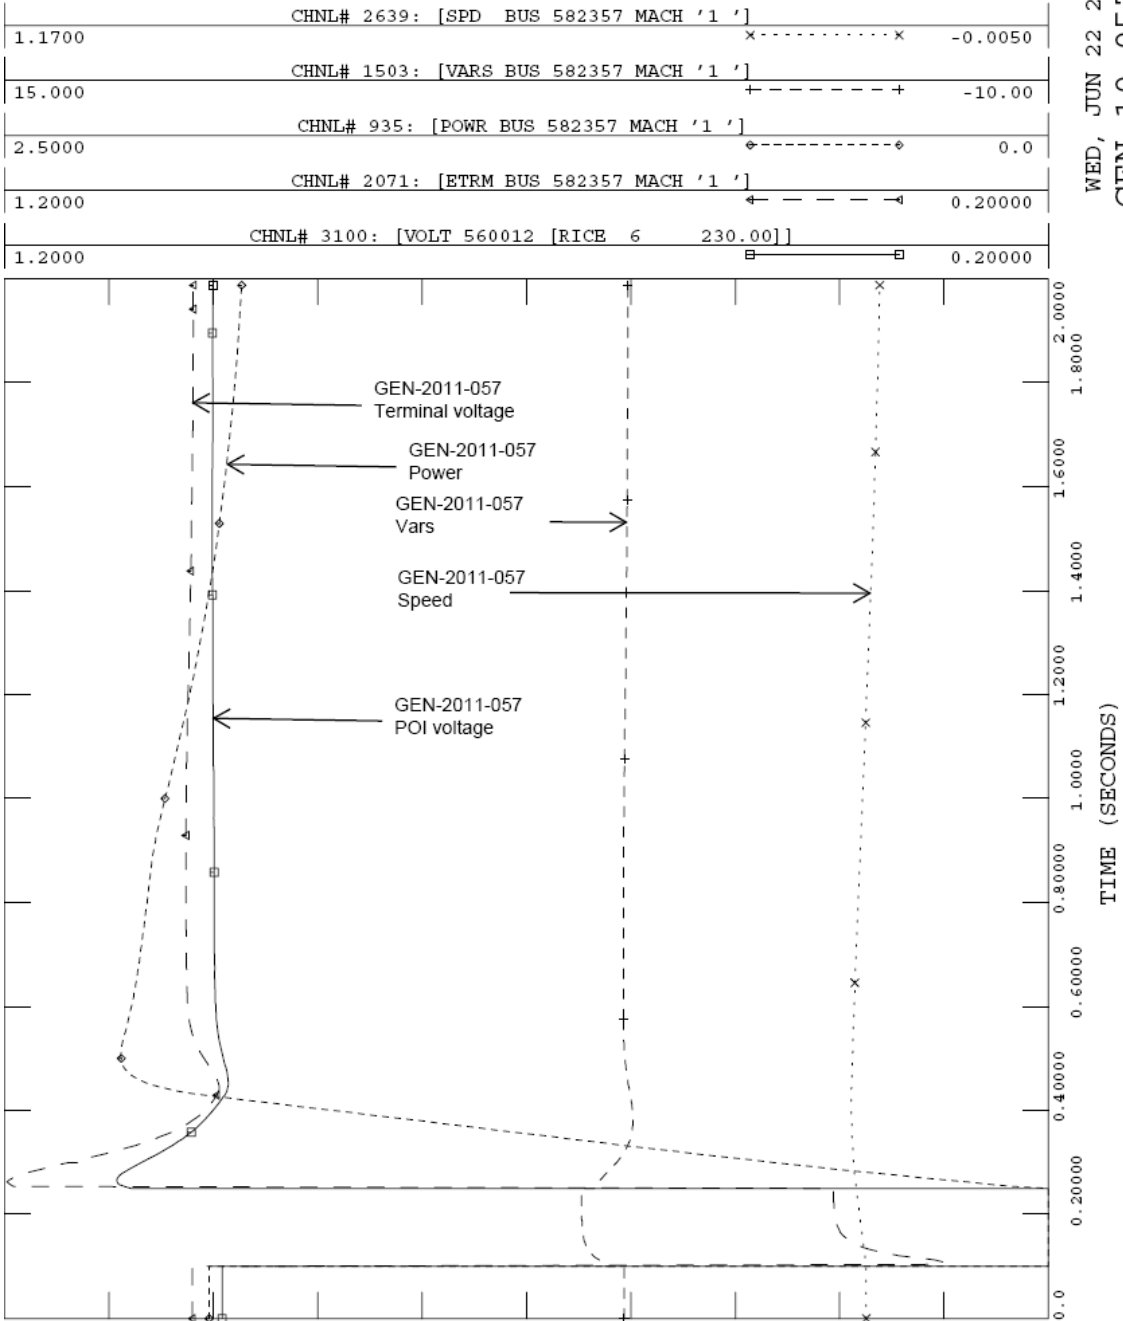 CHNL# 2639: [SPD BUS 582357 MACH '1 ']
1.1700 -0.0050
CHNL# 1503: [VARS BUS 582357 MACH '1 ']
15.000 -10.00
CHNL# 935: [POWR BUS 582357 MACH '1 ']
2.5000 0.0
CHNL# 2071: [ETRM BUS 582357 MACH '1 ']
1.2000 0.20000
CHNL# 3100: [VOLT 560012 [RICE 6 230.00]]
1.2000 0.20000
WED, JUN 22
GEN-2011-057
Terminal voltage
GEN-2011-057
Power
GEN-2011-057
Vars
GEN-2011-057
Speed
GEN-2011-057
POI voltage
2.0000
1.8000
1.6000
1.4000
1.2000
1.0000
0.80000
0.60000
0.40000
0.20000
0.0
TIME (SECONDS)